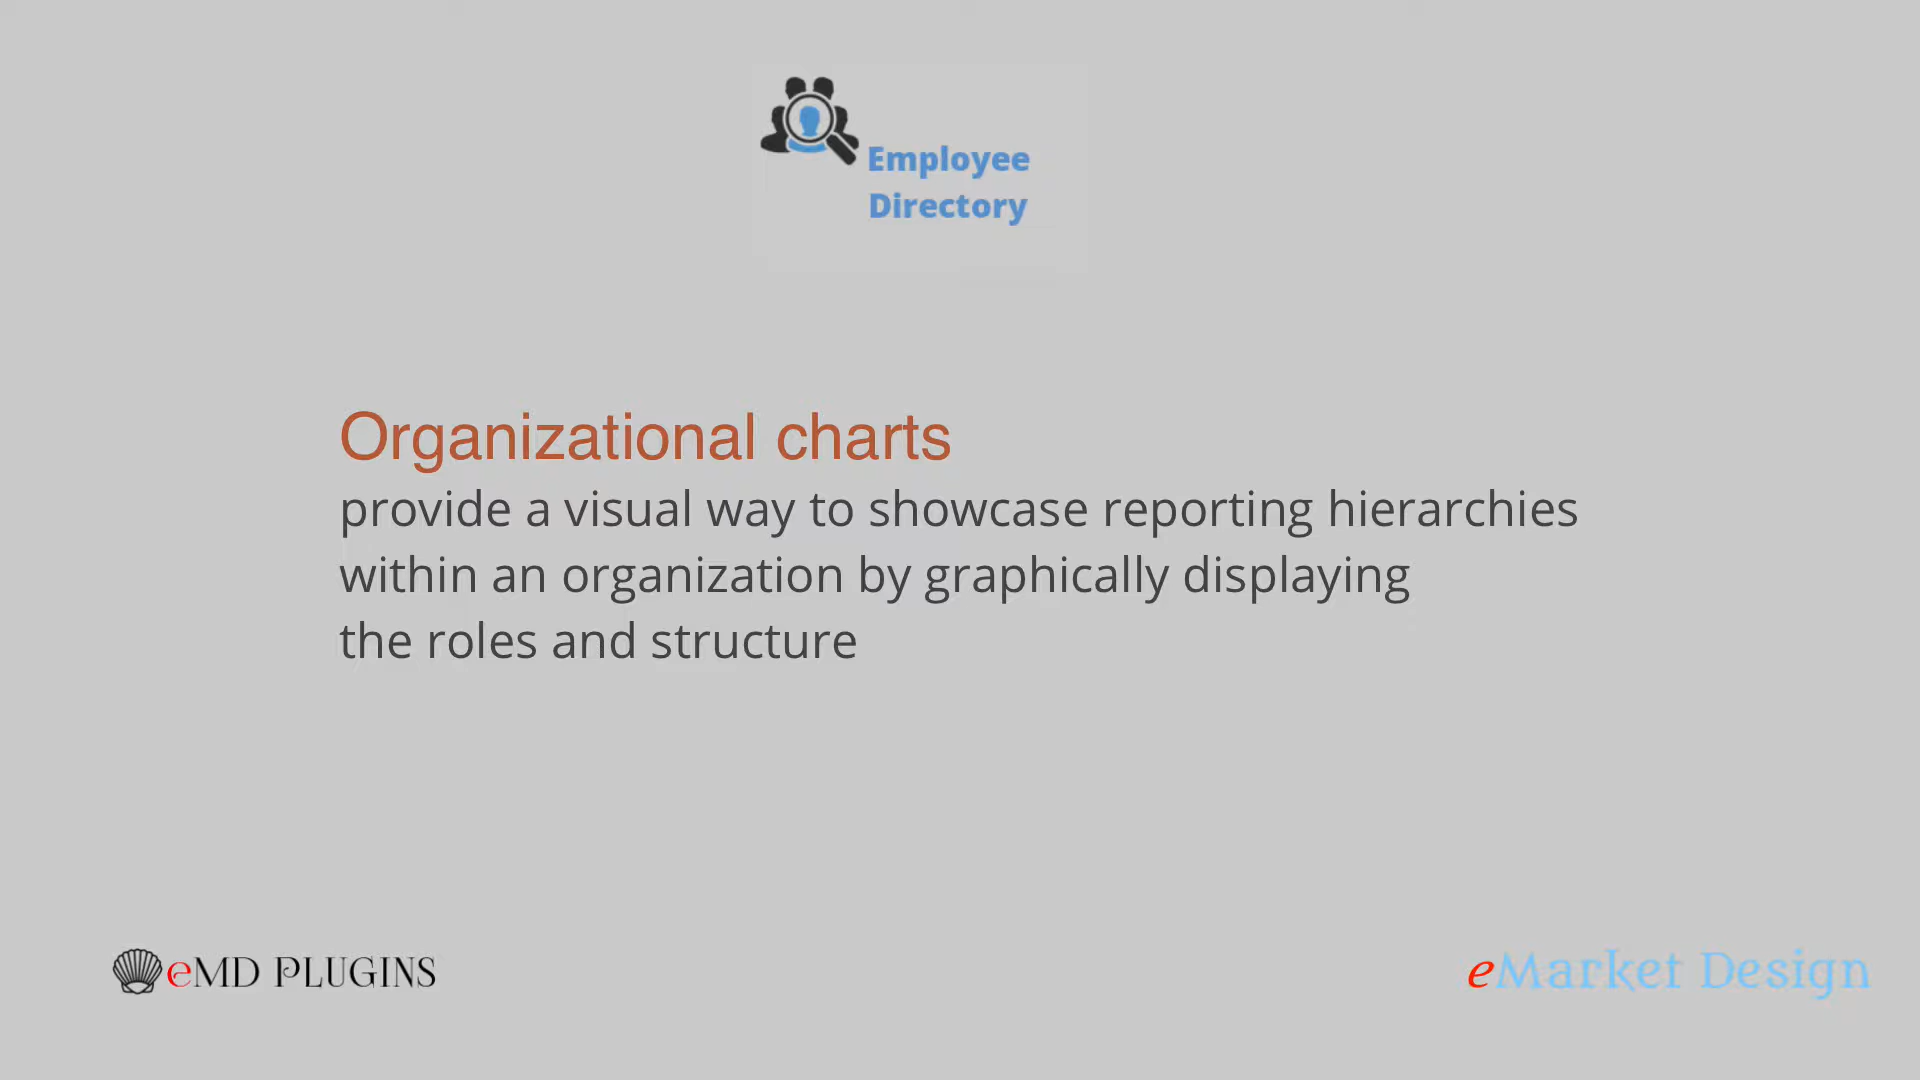 Employee
Directory
Organizational charts
provide a visual way to showcase reporting hierarchies
within an organization by graphically displaying
the roles and structure
eMD PLUGINS
eMarket Design